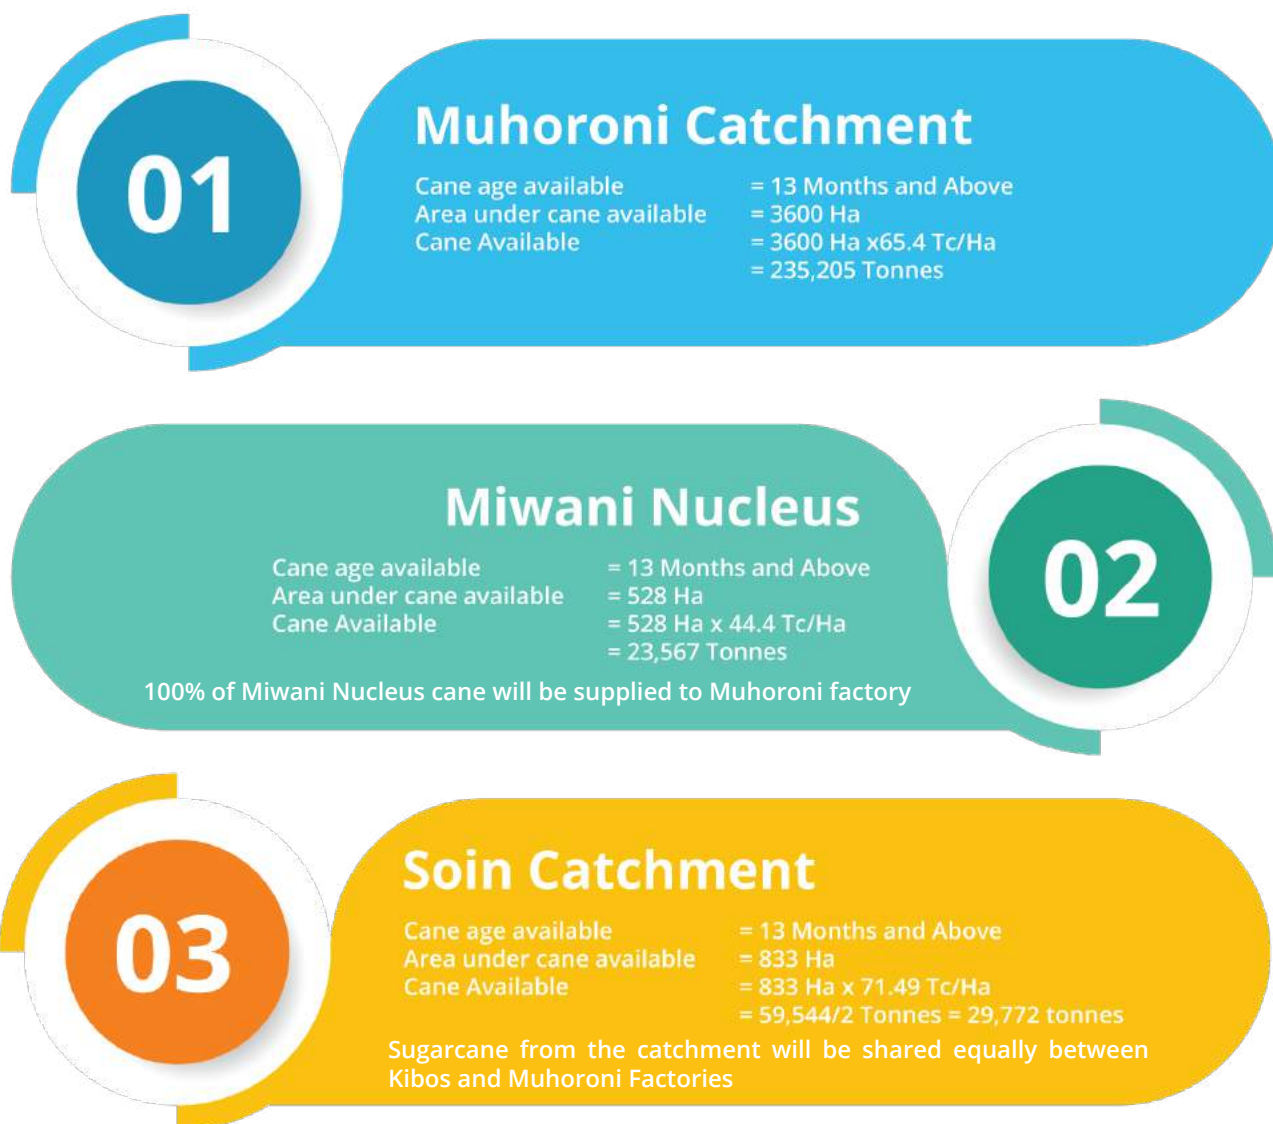 01
Muhoroni Catchment
Cane age available = 13 Months and Above
Area under cane available = 3600 Ha
Cane Available = 3600 Ha x65.4 Tc/Ha
= 235,205 Tonnes
Miwani Nucleus
02
Cane age available = 13 Months and Above
Area under cane available = 528 Ha
Cane Available = 528 Ha x 44.4 Tc/Ha
= 23,567 Tonnes
100% of Miwani Nucleus cane will be supplied to Muhoroni factory
03
Soin Catchment
Cane age available = 13 Months and Above
Area under cane available = 833 Ha
Cane Available = 833 Ha x 71.49 Tc/Ha
= 59,544/2 Tonnes = 29,772 tonnes
Sugarcane from the catchment will be shared equally between
Kibos and Muhoroni Factories